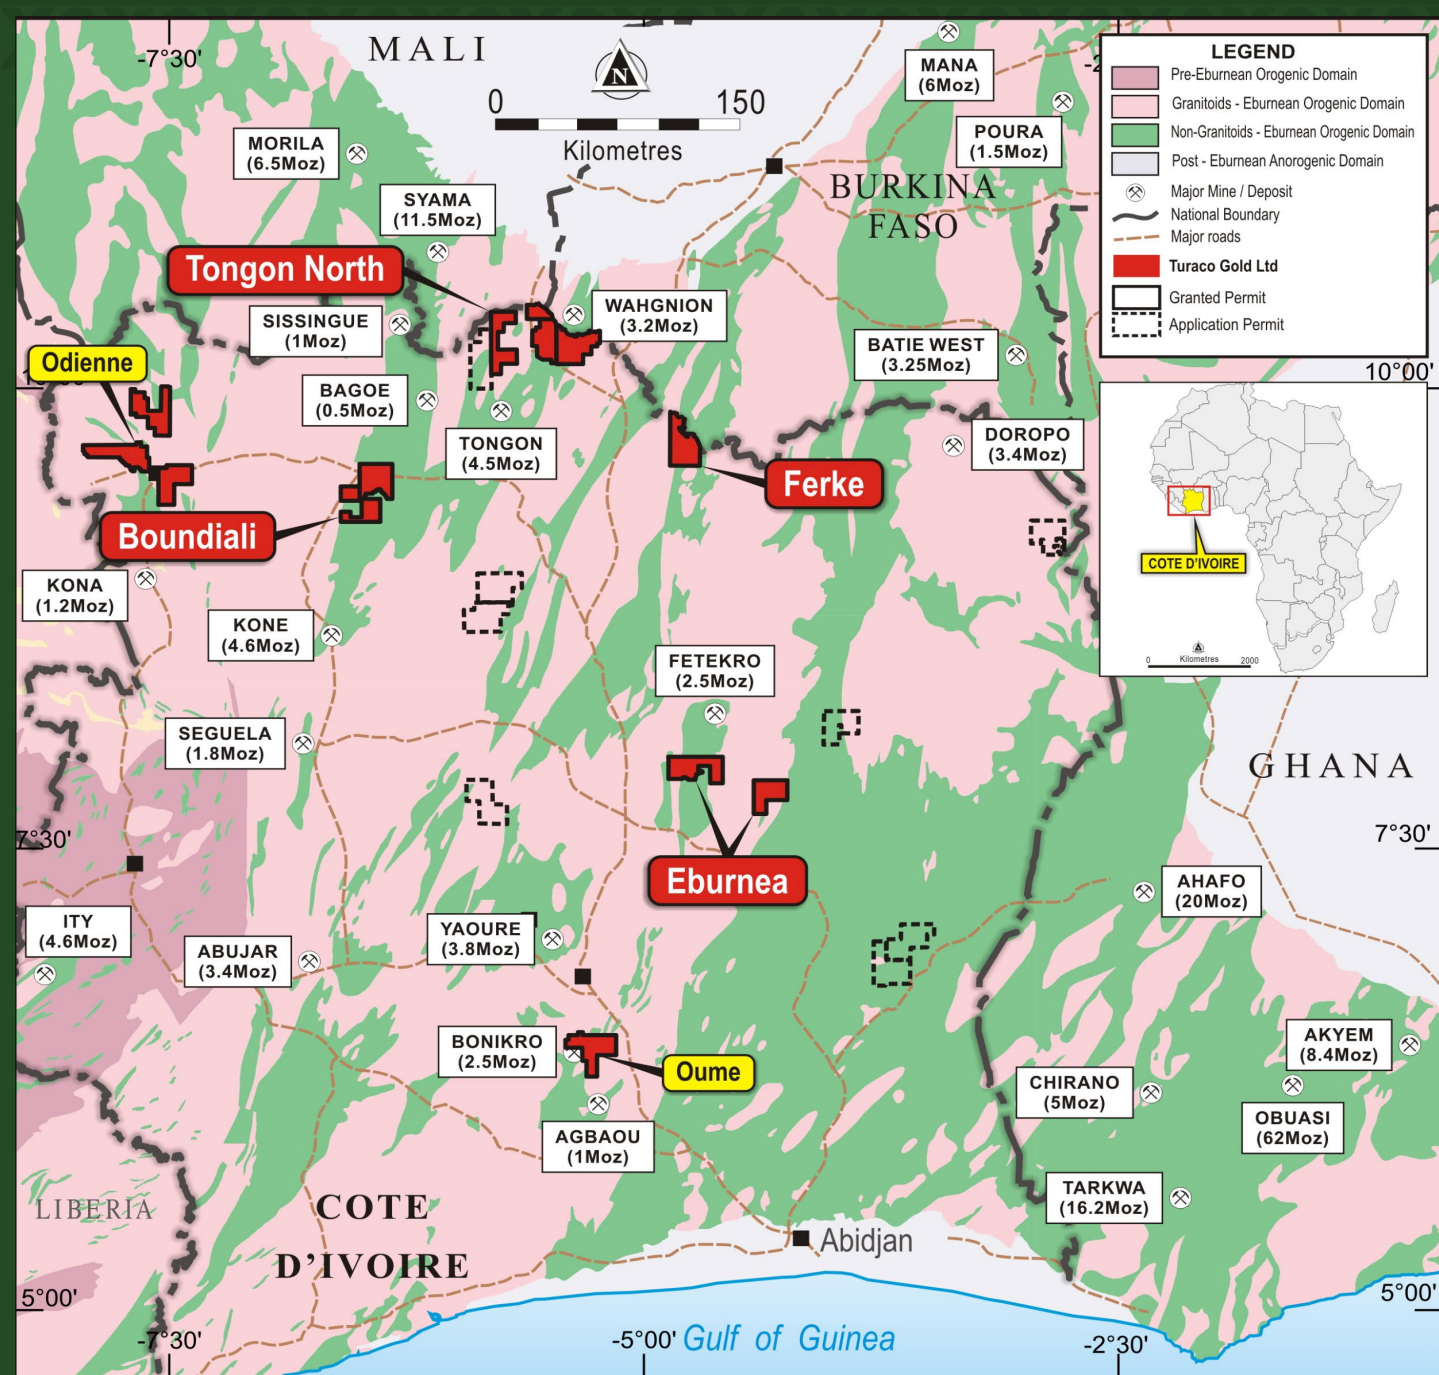 -7°30'
MALI
N
0 150
Kilometres
MANA
(6Moz)
POURA
(1.5Moz)
-2
LEGEND
Pre-Eburnean Orogenic Domain
Granitoids - Eburnean Orogenic Domain
Non-Granitoids - Eburnean Orogenic Domain
Post - Eburnean Anorogenic Domain
Major Mine / Deposit
National Boundary
Major roads
Turaco Gold Ltd
Granted Permit
Application Permit
MORILA
(6.5Moz)
SYAMA
(11.5Moz)
BURKINA
FASO
Tongon North
SISSINGUE
(1Moz)
WAHGNION
(3.2Moz)
BATIE WEST
(3.25Moz)
Odienne
10°00'
BAGOE
(0.5Moz)
TONGON
(4.5Moz)
DOROPO
(3.4Moz)
Ferke
Boundiali
COTE D'IVOIRE
0 Kilometres 2000
KONA
(1.2Moz)
KONE
(4.6Moz)
FETEKRO
(2.5Moz)
SEGUELA
(1.8Moz)
GHANA
7°30'
7°30'
Eburnea
AHAFO
(20Moz)
ITY
(4.6Moz)
ABUJAR
(3.4Moz)
YAOURE
(3.8Moz)
BONIKRO
(2.5Moz)
Oume
AKYEM
(8.4Moz)
CHIRANO
(5Moz)
OBUASI
(62Moz)
AGBAOU
(1Moz)
TARKWA
(16.2Moz)
LIBERIA
COTE
D'IVOIRE
Abidjan
5°00'
5°00'
-7°30'
-5°00'
Gulf of Guinea
-2°30'